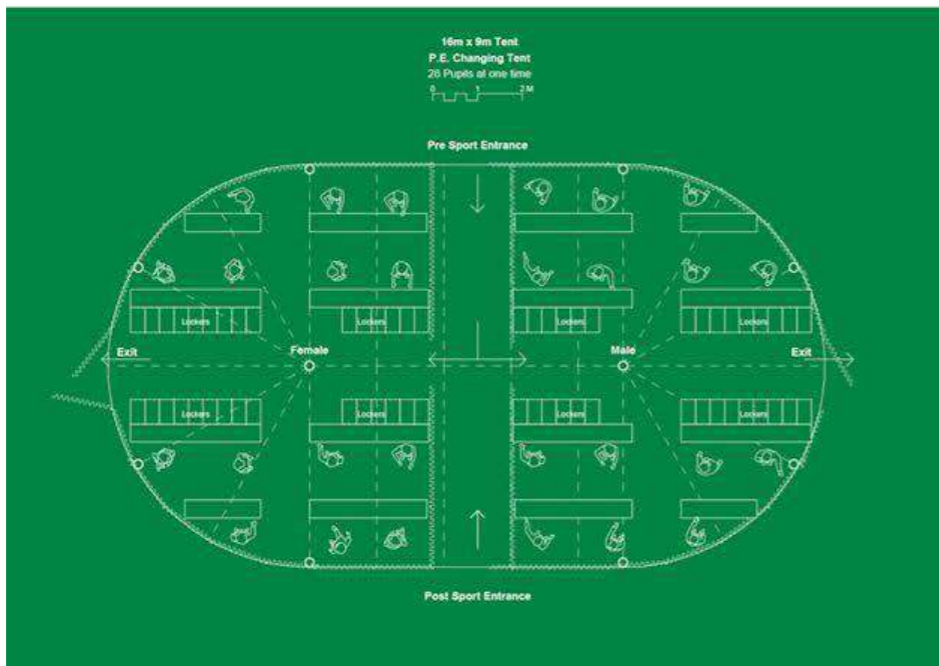 16m x 9m Tent
P.E. Changing Tent
26 Pupils at one time
0 1 2 M
Pre Sport Entrance
Lockers Lockers Lockers Lockers
Exit Female Male Exit
Lockers Lockers Lockers Lockers
Post Sport Entrance